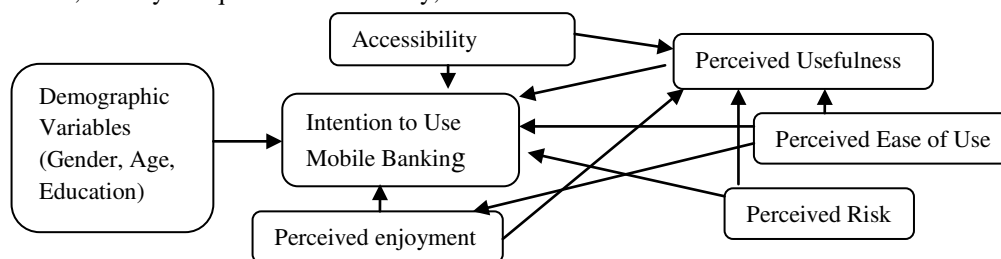 Accessibility
Perceived Usefulness
Demographic
Variables
(Gender, Age,
Education)
Intention to Use
Mobile Banking
Perceived Ease of Use
Perceived Risk
Perceived enjoyment